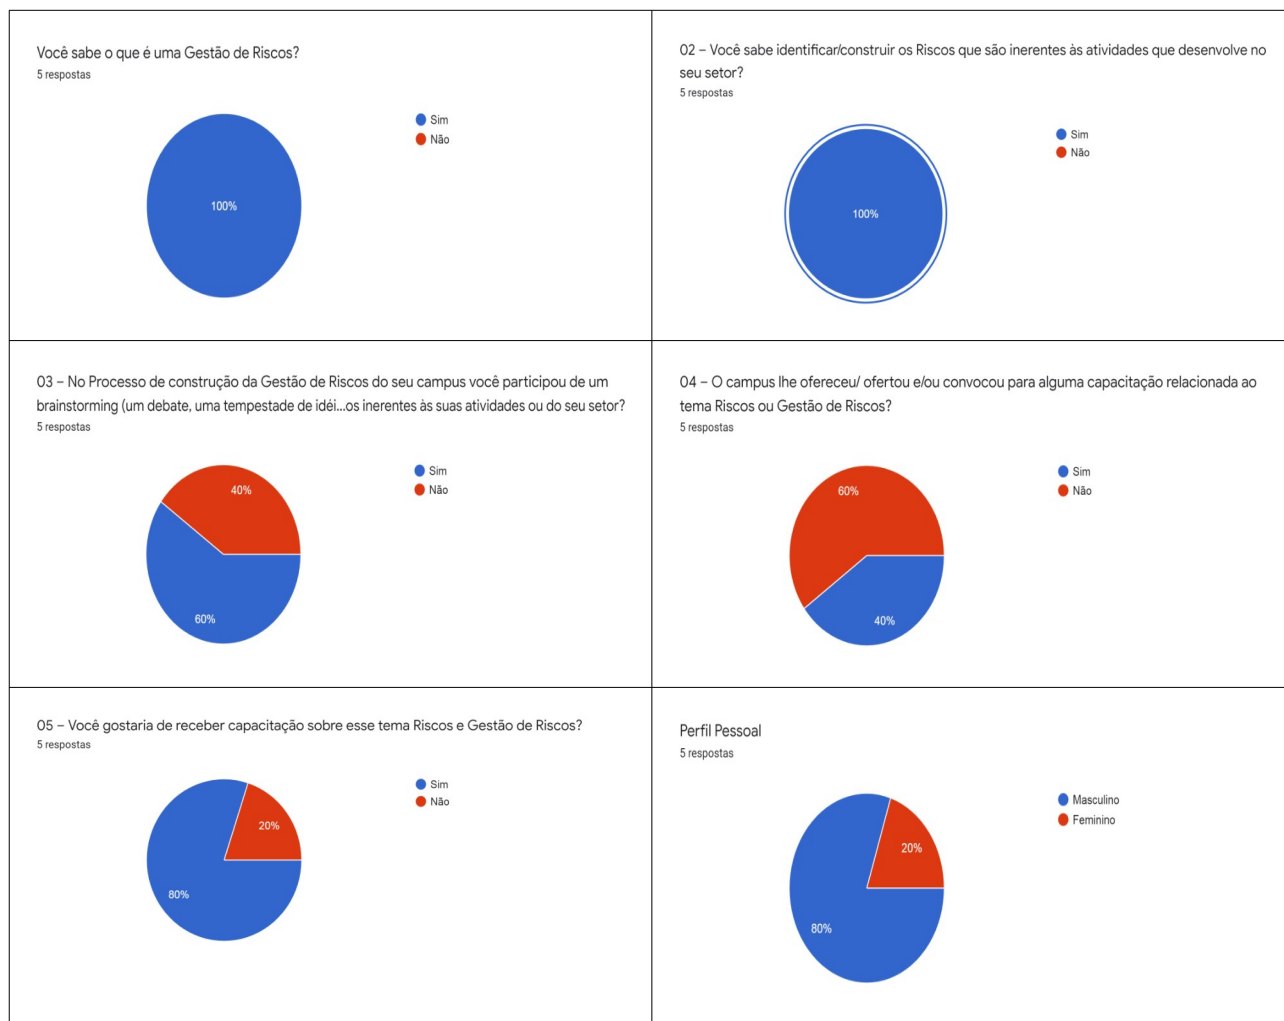 Você sabe o que é uma Gestão de Riscos?
5 respostas
Sim
Não
100%
02 – Você sabe identificar/construir os Riscos que são inerentes às atividades que desenvolve no
seu setor?
5 respostas
Sim
Não
100%
03 – No Processo de construção da Gestão de Riscos do seu campus você participou de um
brainstorming (um debate, uma tempestade de idéi...os inerentes às suas atividades ou do seu setor?
5 respostas
Sim
Não
40%
60%
04 – O campus lhe ofereceu/ ofertou e/ou convocou para alguma capacitação relacionada ao
tema Riscos ou Gestão de Riscos?
5 respostas
Sim
Não
60%
40%
05 – Você gostaria de receber capacitação sobre esse tema Riscos e Gestão de Riscos?
5 respostas
Sim
Não
20%
80%
Perfil Pessoal
5 respostas
Masculino
Feminino
20%
80%